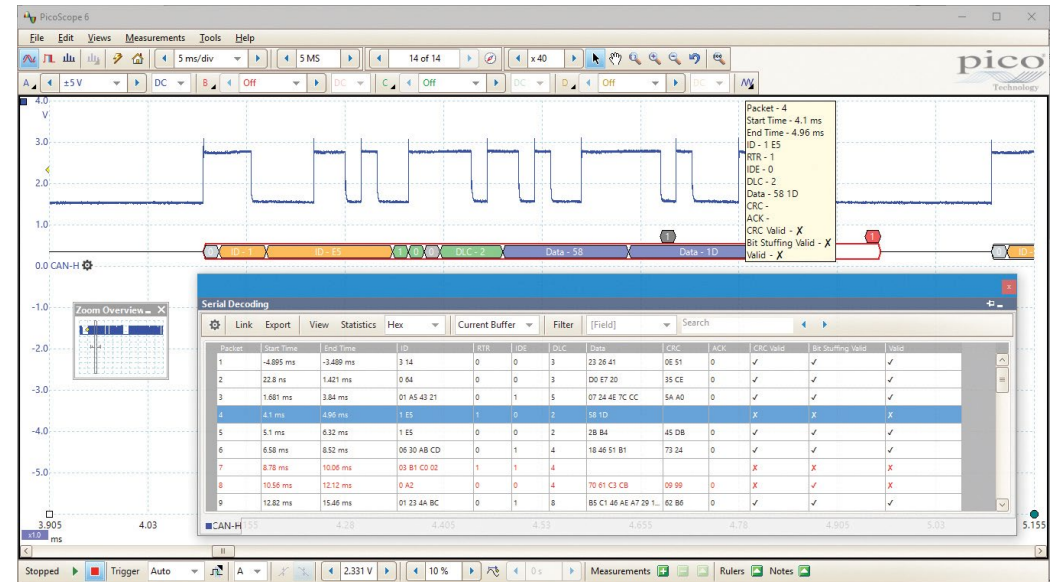 PicoScope 6
File Edit Views Measurements Tools Help
5 ms/div 5 MS 14 of 14 x 40
pico
Technology
A ±5 V DC B Off DC C Off DC D Off DC
4.0
V
3.0
2.0
1.0
0.0 CAN-H
-1.0
-2.0
-3.0
-4.0
-5.0
Packet - 4
Start Time - 4.1 ms
End Time - 4.96 ms
ID - 1 E5
RTR - 1
IDE - 0
DLC - 2
Data - 58 1D
CRC -
ACK -
CRC Valid - ✗
Bit Stuffing Valid - ✗
Valid - ✗
1 1
0 ID - 1 ID - E5 1 0 0 DLC - 2 Data - 58 Data - 1D 0
Zoom Overview
Serial Decoding
Link Export View Statistics Hex Current Buffer Filter [Field] Search
Packet Start Time End Time ID RTR IDE DLC Data CRC ACK CRC Valid Bit Stuffing Valid Valid
1 -4.895 ms -3.489 ms 3 14 0 0 3 23 26 41 0E 51 0 ✓ ✓ ✓
2 22.8 ns 1.421 ms 0 64 0 0 3 D0 E7 20 35 CE 0 ✓ ✓ ✓
3 1.681 ms 3.84 ms 01 A5 43 21 0 1 5 07 24 4E 7C CC 5A A0 0 ✓ ✓ ✓
4 4.1 ms 4.96 ms 1 E5 1 0 2 58 1D X X X
5 5.1 ms 6.32 ms 1 E5 0 0 2 2B B4 45 DB 0 ✓ ✓ ✓
6 6.58 ms 8.52 ms 06 30 AB CD 0 1 4 18 46 51 B1 73 24 0 ✓ ✓ ✓
7 8.78 ms 10.06 ms 03 B1 C0 02 1 1 4 X X X
8 10.56 ms 12.12 ms 0 A2 0 0 4 70 61 C3 CB 09 99 0 X ✓ X
9 12.82 ms 15.46 ms 01 23 4A BC 0 1 8 B5 C1 46 AE A7 29 1... 62 B6 0 ✓ ✓ ✓
CAN-H
3.905 4.03 155 4.28 4.405 4.53 4.655 4.78 4.905 5.03 5.155
x1.0 ms
Stopped Trigger Auto A 2.331 V 10 % 0 s Measurements Rulers Notes